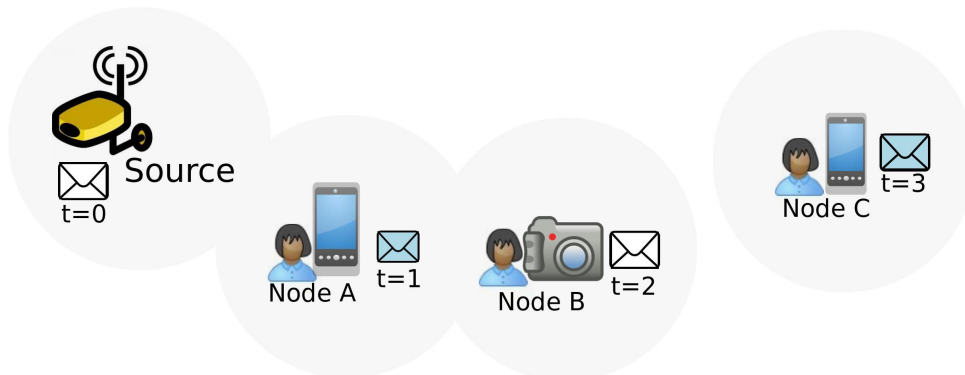 Source
t=0
t=1
Node A
t=2
Node B
t=3
Node C